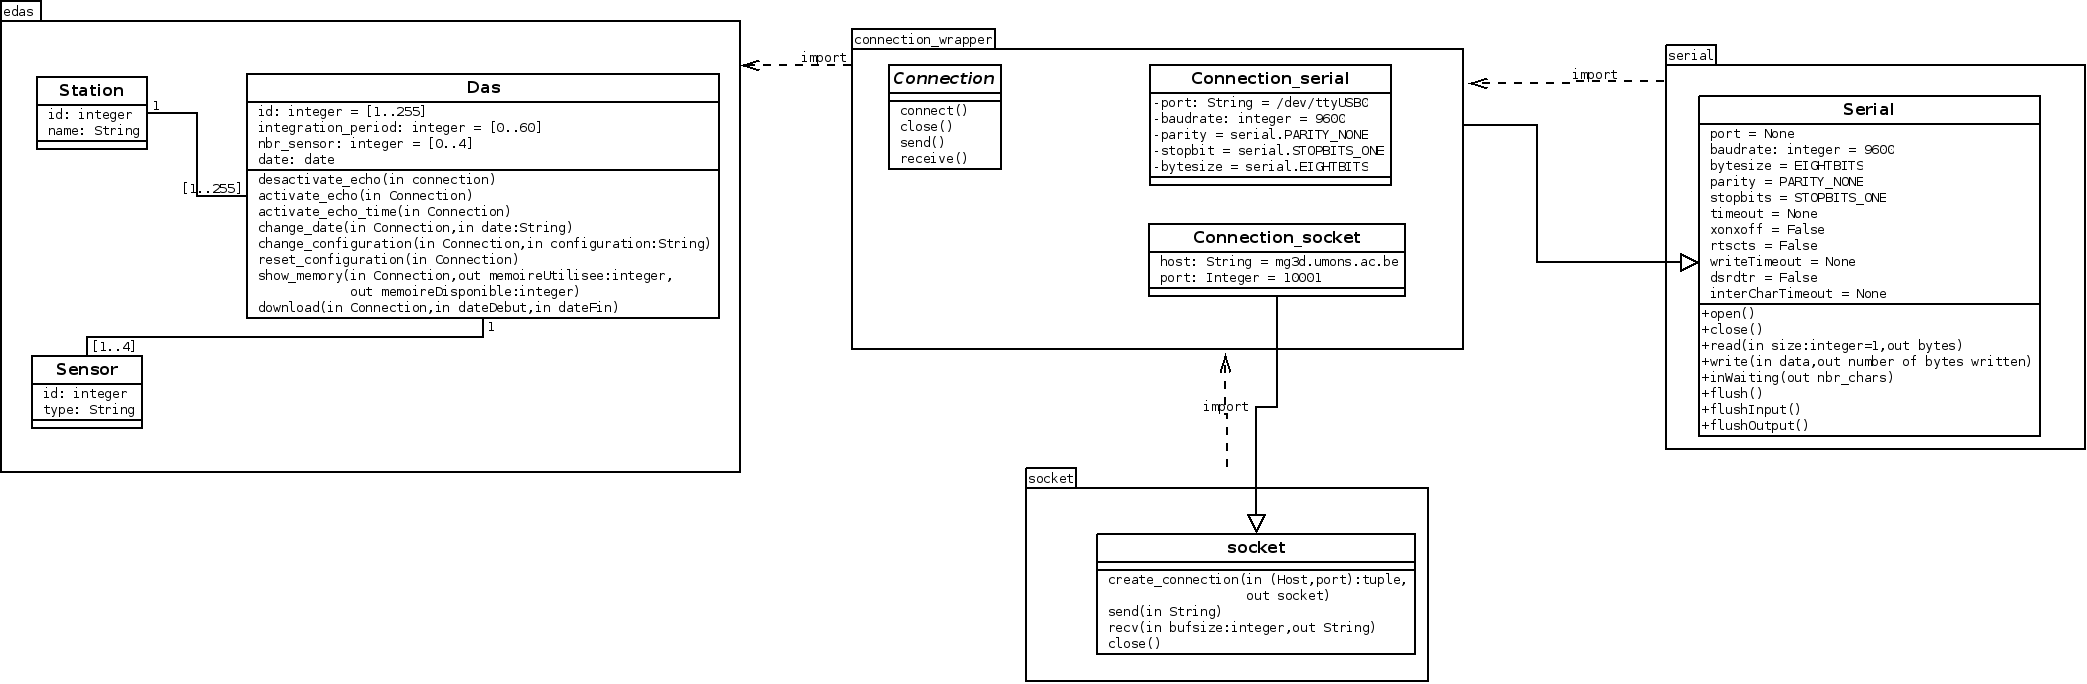 edas
Station
id: integer
name: String
1
[1..255]
Das
id: integer = [1..255]
integration_period: integer = [0..60]
nbr_sensor: integer = [0..4]
date: date
desactivate_echo(in connection)
activate_echo(in Connection)
activate_echo_time(in Connection)
change_date(in Connection,in date:String)
change_configuration(in Connection,in configuration:String)
reset_configuration(in Connection)
show_memory(in Connection,out memoireUtilisee:integer,
out memoireDisponible:integer)
download(in Connection,in dateDebut,in dateFin)
1
[1..4]
Sensor
id: integer
type: String
import
connection_wrapper
Connection
connect()
close()
send()
receive()
Connection_serial
-port: String = /dev/ttyUSB0
-baudrate: integer = 9600
-parity = serial.PARITY_NONE
-stopbit = serial.STOPBITS_ONE
-bytesize = serial.EIGHTBITS
Connection_socket
host: String = mg3d.umons.ac.be
port: Integer = 10001
import
serial
Serial
port = None
baudrate: integer = 9600
bytesize = EIGHTBITS
parity = PARITY_NONE
stopbits = STOPBITS_ONE
timeout = None
xonxoff = False
rtscts = False
writeTimeout = None
dsrdtr = False
interCharTimeout = None
+open()
+close()
+read(in size:integer=1,out bytes)
+write(in data,out number of bytes written)
+inWaiting(out nbr_chars)
+flush()
+flushInput()
+flushOutput()
import
socket
socket
create_connection(in (Host,port):tuple,
out socket)
send(in String)
recv(in bufsize:integer,out String)
close()